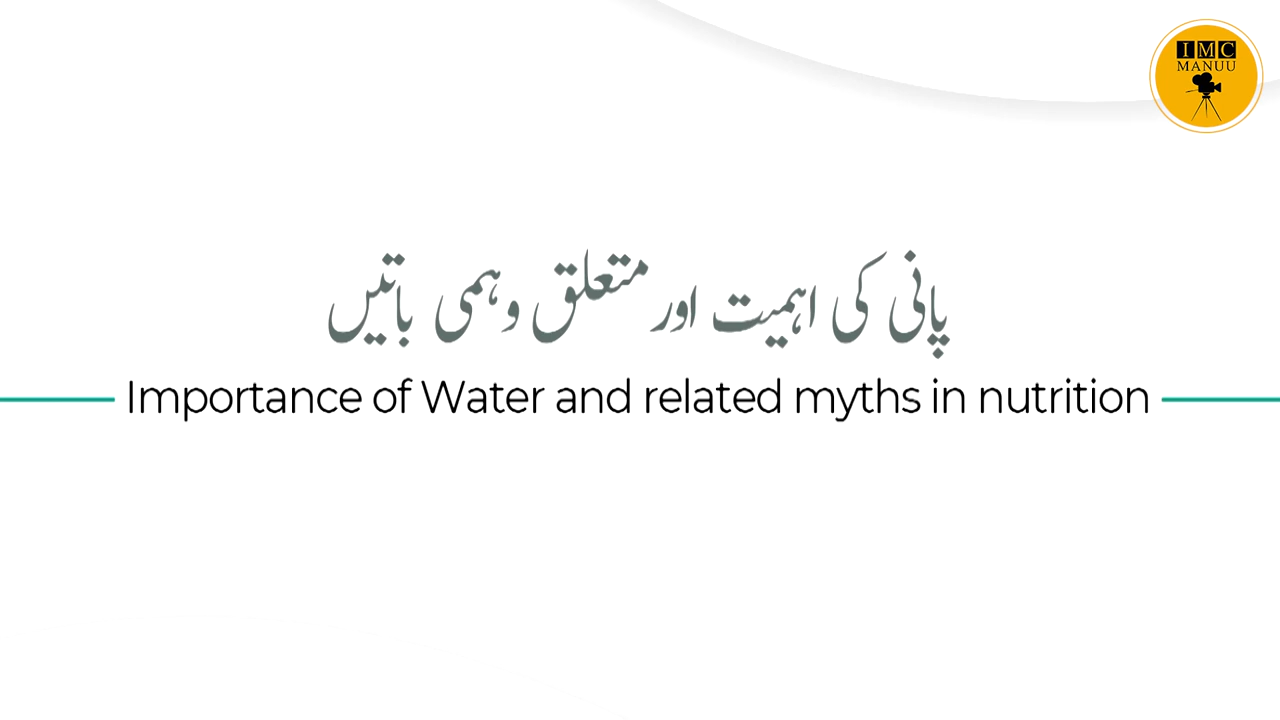 IMC
MANUU
پانی کی اہمیت اور متعلق وہمی باتیں
Importance of Water and related myths in nutrition